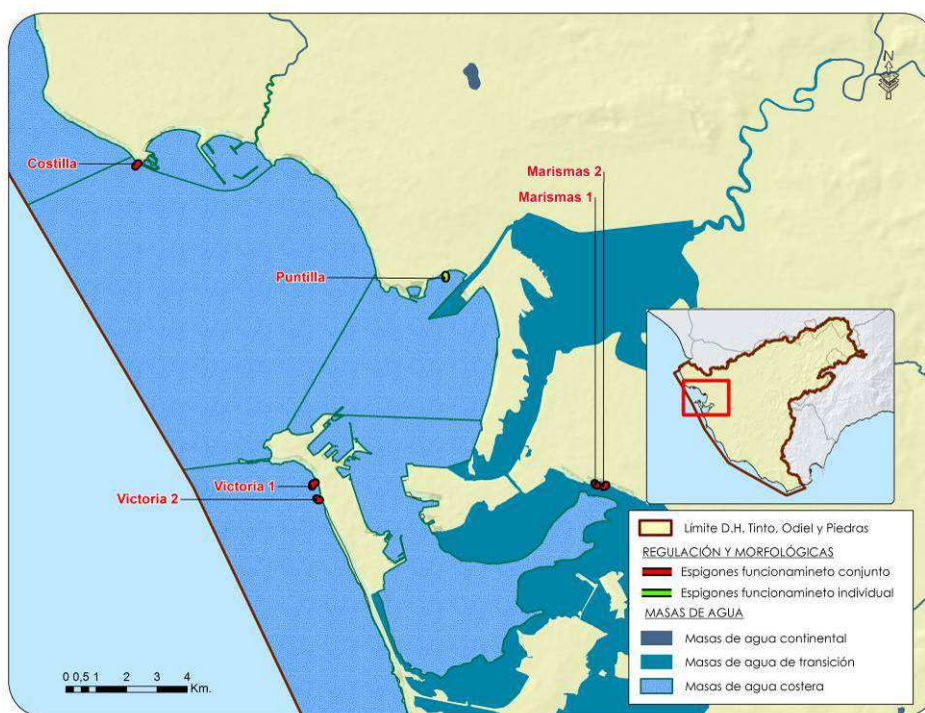 N
Costilla
Marismas 2
Marismas 1
Puntilla
Victoria 1
Victoria 2
Límite D.H. Tinto, Odiel y Piedras
REGULACIÓN Y MORFOLÓGICAS
Espigones funcionamineto conjunto
Espigones funcionamineto individual
MASAS DE AGUA
Masas de agua continental
Masas de agua de transición
Masas de agua costera
0 0,5 1 2 3 4
Km.